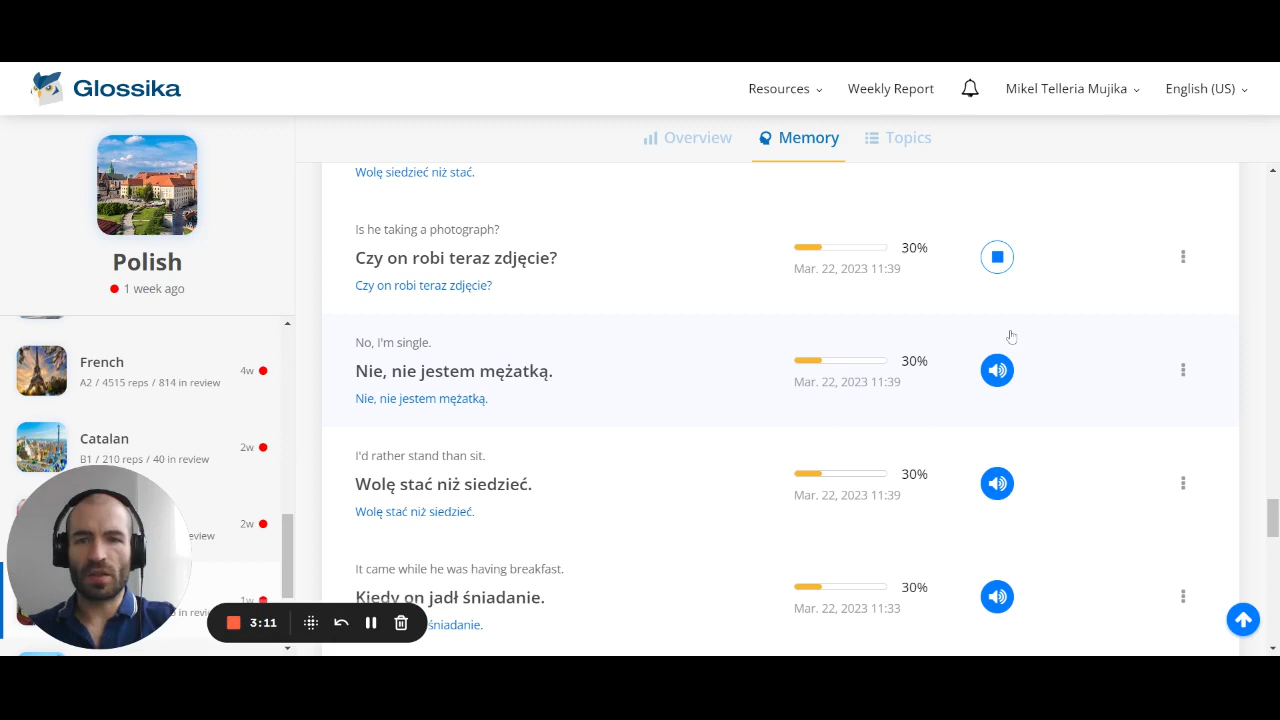 Glossika
Resources
Weekly Report
Mikel Telleria Mujika
English (US)
Overview
Memory
Topics
Polish
1 week ago
French
A2 / 4515 reps / 814 in review
4w
Catalan
B1 / 210 reps / 40 in review
2w
2w
1w
3:11
Wolę siedzieć niż stać.
Is he taking a photograph?
Czy on robi teraz zdjęcie?
Czy on robi teraz zdjęcie?
30%
Mar. 22, 2023 11:39
No, I'm single.
Nie, nie jestem mężatką.
Nie, nie jestem mężatką.
30%
Mar. 22, 2023 11:39
I'd rather stand than sit.
Wolę stać niż siedzieć.
Wolę stać niż siedzieć.
30%
Mar. 22, 2023 11:39
It came while he was having breakfast.
Kiedy on jadł śniadanie.
śniadanie.
30%
Mar. 22, 2023 11:33